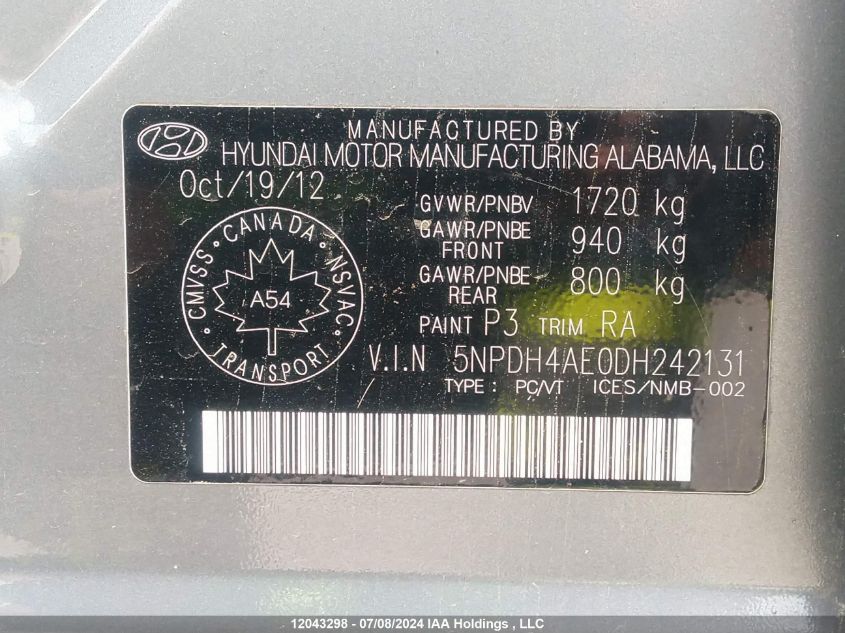 MANUFACTURED BY
HYUNDAI MOTOR MANUFACTURING ALABAMA, LLC
Oct/19/12
GVWR/PNBV 1720 kg
GAWR/PNBE FRONT 940 kg
GAWR/PNBE REAR 800 kg
CANADA
CMVSS NSVAC
A54
TRANSPORT
PAINT P3 TRIM RA
V.I.N 5NPDH4AE0DH242131
TYPE : PC/VT ICES/NMB-002
12043298 - 07/08/2024 IAA Holdings , LLC